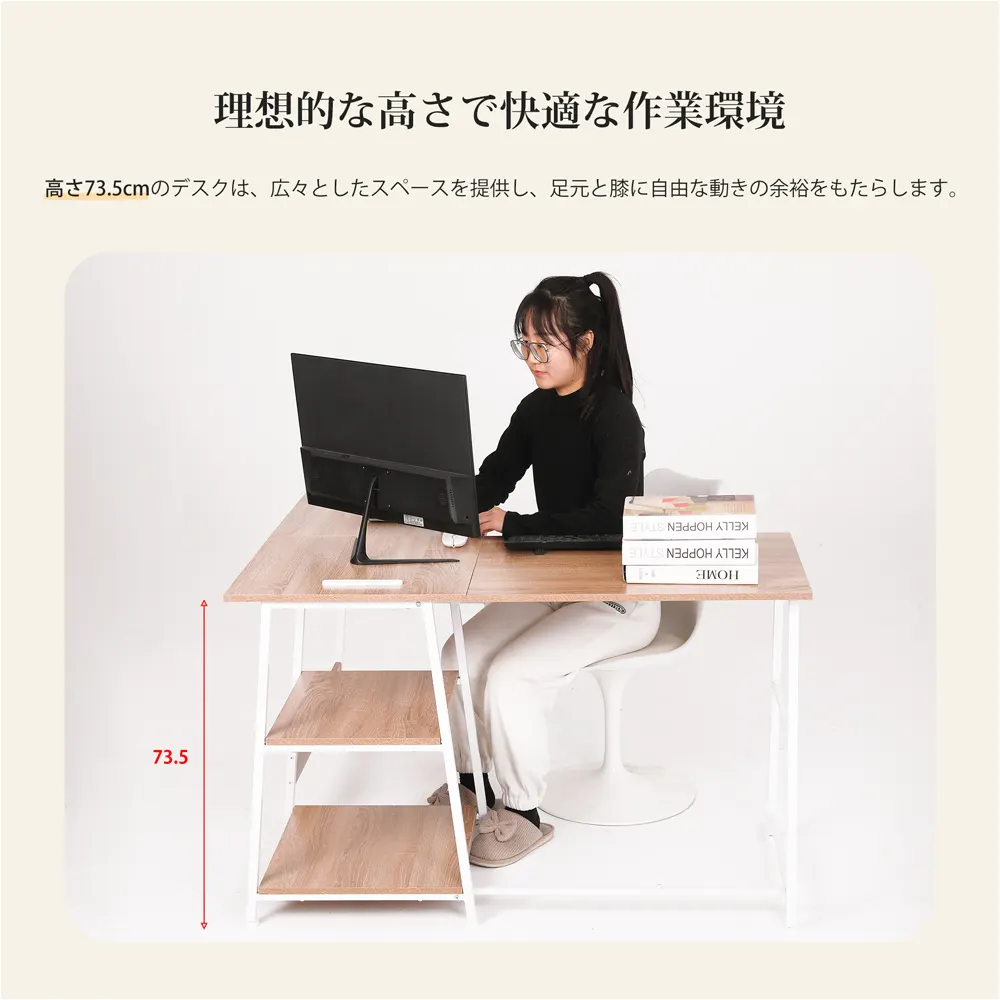 理想的な高さで快適な作業環境
高さ73.5cmのデスクは、広々としたスペースを提供し、足元と膝に自由な動きの余裕をもたらします。
KELLY HOPPEN STYLE
KELLY HOPPEN STYLE
HOME
73.5